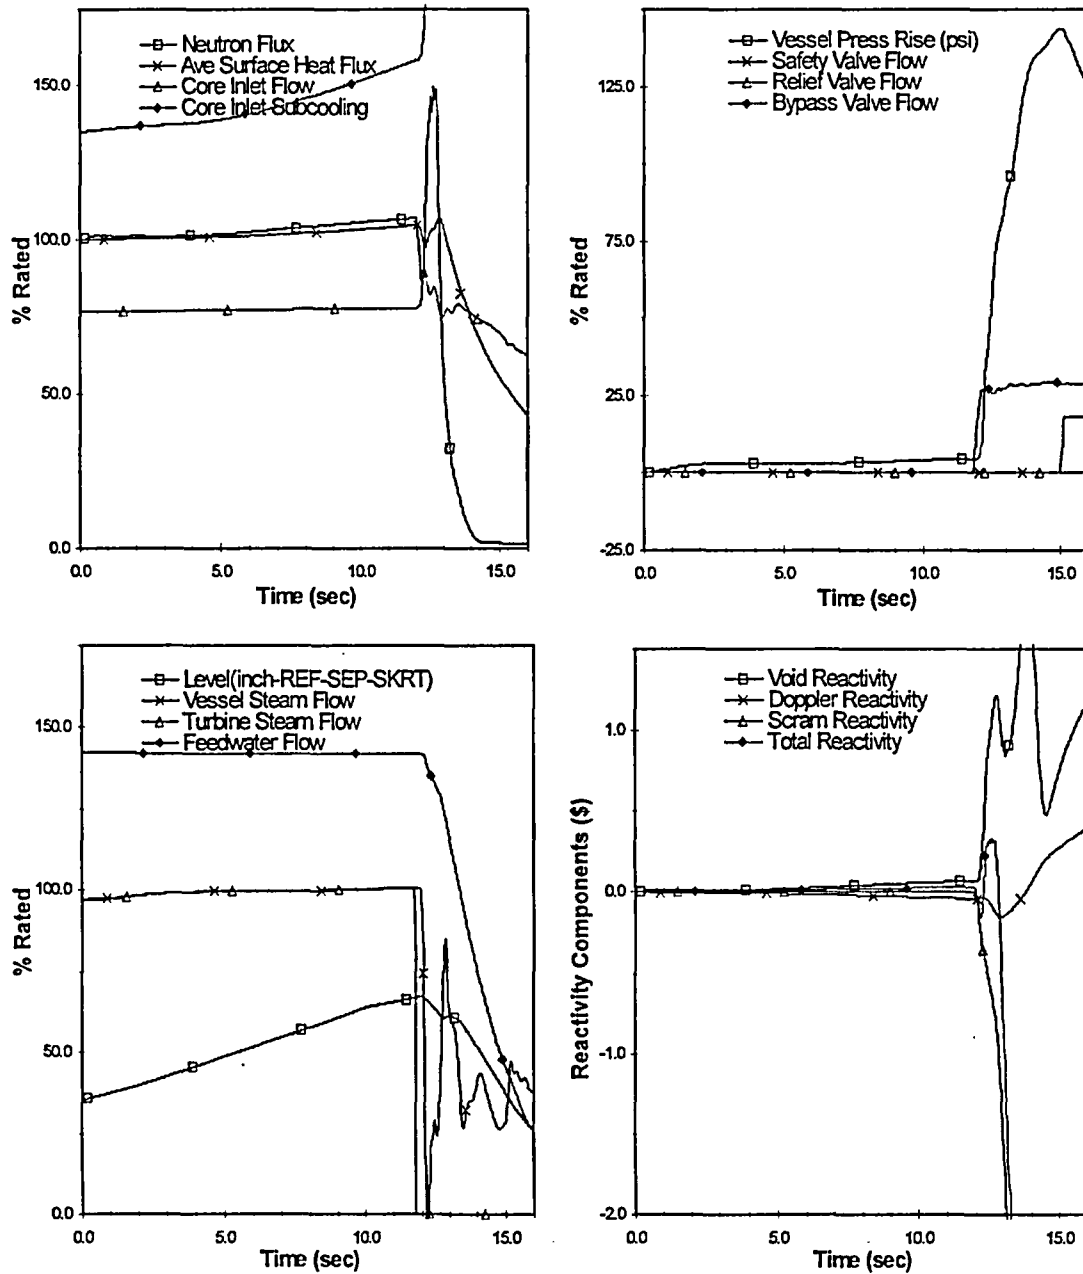 Neutron Flux
Ave Surface Heat Flux
Core Inlet Flow
Core Inlet Subcooling
150.0
100.0
50.0
0.0
% Rated
0.0
5.0
10.0
15.0
Time (sec)
Vessel Press Rise (psi)
Safety Valve Flow
Relief Valve Flow
Bypass Valve Flow
125.0
75.0
25.0
-25.0
% Rated
0.0
5.0
10.0
15.0
Time (sec)
Level(inch-REF-SEP-SKRT)
Vessel Steam Flow
Turbine Steam Flow
Feedwater Flow
150.0
100.0
50.0
0.0
% Rated
0.0
5.0
10.0
15.0
Time (sec)
Void Reactivity
Doppler Reactivity
Scram Reactivity
Total Reactivity
1.0
0.0
-1.0
-2.0
Reactivity Components ($)
0.0
5.0
10.0
15.0
Time (sec)